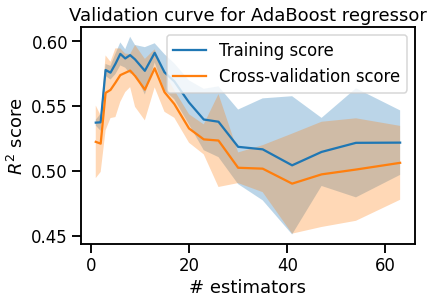 Validation curve for AdaBoost regressor
Training score
Cross-validation score
R² score
0.60
0.55
0.50
0.45
0
20
40
60
# estimators